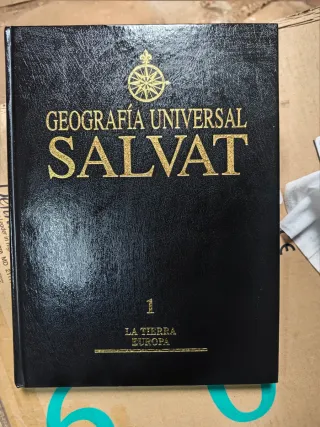 GEOGRAFÍA UNIVERSAL
SALVAT
1
LA TIERRA
EUROPA